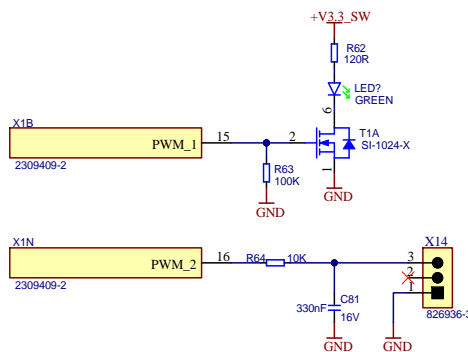 +V3.3_SW
R62
120R
LED?
GREEN
6
X1B
PWM_1
15
2
T1A
SI-1024-X
2309409-2
R63
100K
1
GND
GND
X1N
X14
PWM_2
16
R64
10K
3
2
1
2309409-2
C81
330nF
16V
826936-3
GND
GND